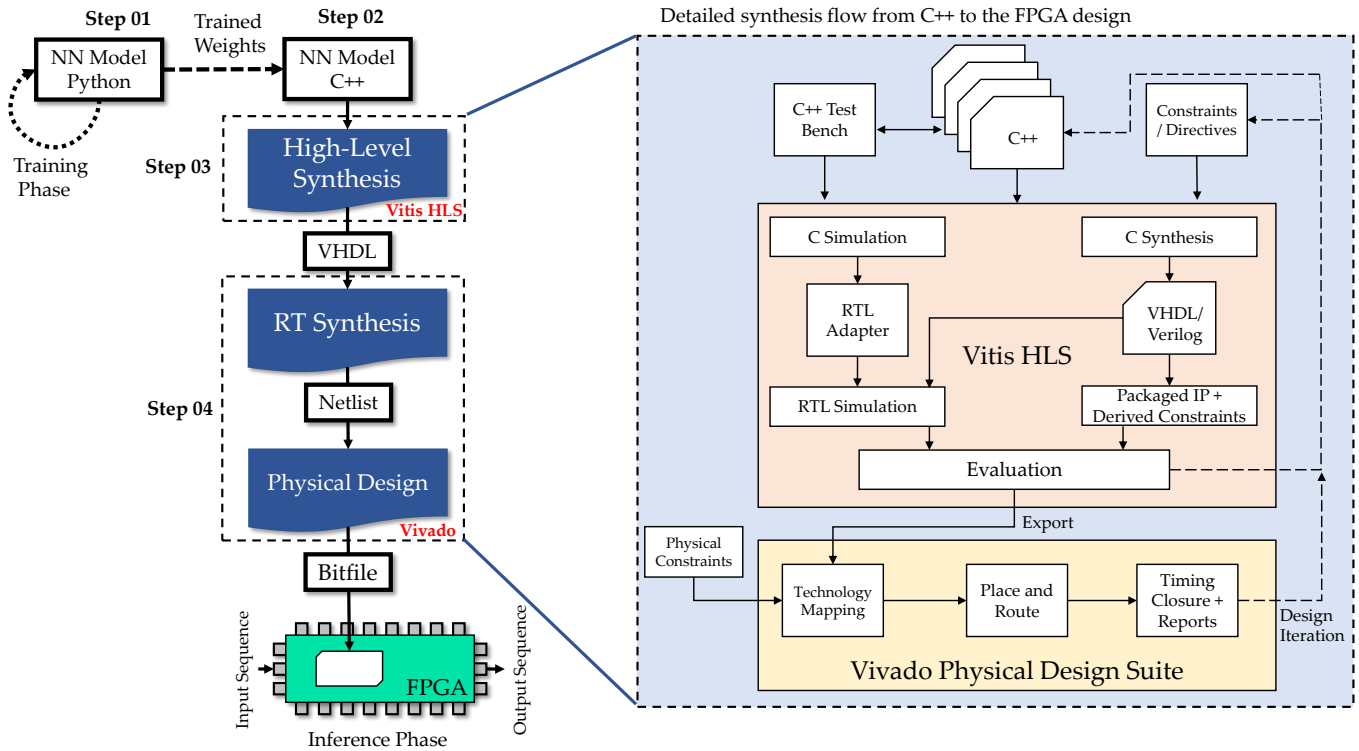 Step 01
Step 02
Trained
Weights
NN Model
Python
NN Model
C++
Training
Phase
Step 03
High-Level
Synthesis
Vitis HLS
VHDL
RT Synthesis
Step 04
Netlist
Physical Design
Vivado
Bitfile
Input Sequence
FPGA
Output Sequence
Inference Phase
Detailed synthesis flow from C++ to the FPGA design
C++ Test
Bench
C++
Constraints
/ Directives
C Simulation
C Synthesis
RTL
Adapter
VHDL/
Verilog
Vitis HLS
RTL Simulation
Packaged IP +
Derived Constraints
Evaluation
Export
Physical
Constraints
Technology
Mapping
Place and
Route
Timing
Closure +
Reports
Design
Iteration
Vivado Physical Design Suite